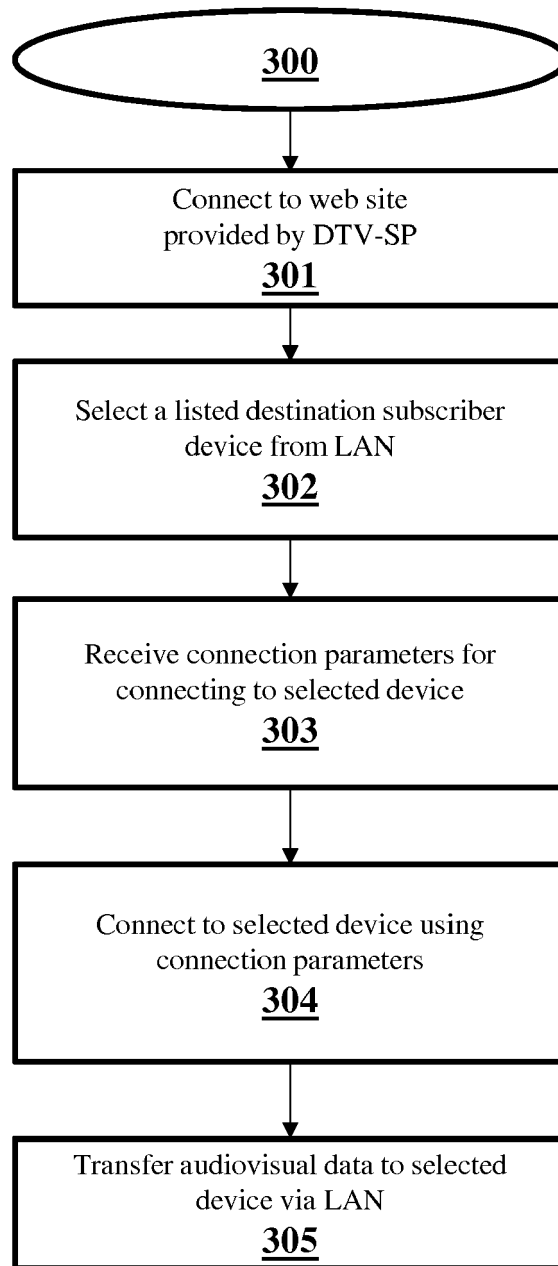 300
Connect to web site
provided by DTV-SP
301
Select a listed destination subscriber
device from LAN
302
Receive connection parameters for
connecting to selected device
303
Connect to selected device using
connection parameters
304
Transfer audiovisual data to selected
device via LAN
305